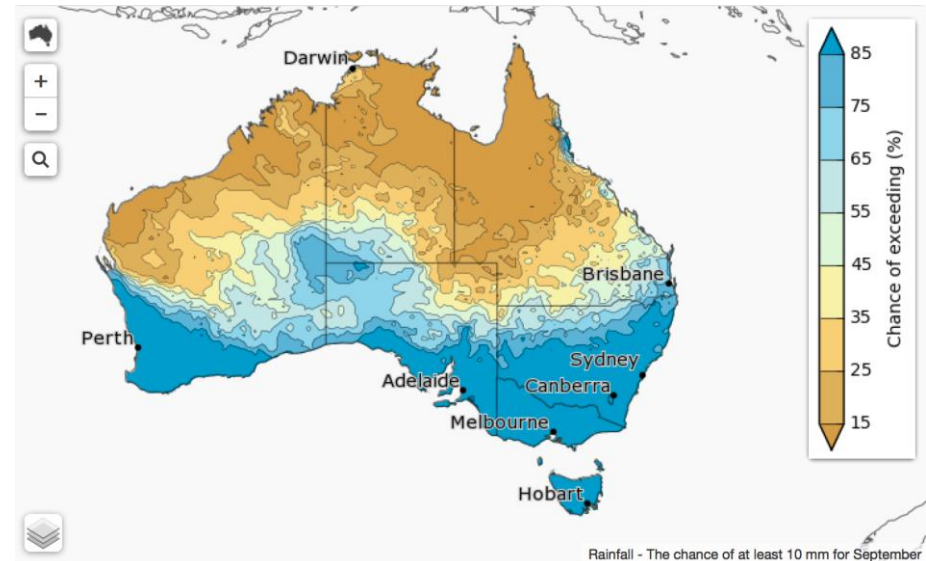 Darwin
Brisbane
Perth
Sydney
Adelaide
Canberra
Melbourne
Hobart
+
−
85
75
65
55
45
35
25
15
Chance of exceeding (%)
Rainfall - The chance of at least 10 mm for September